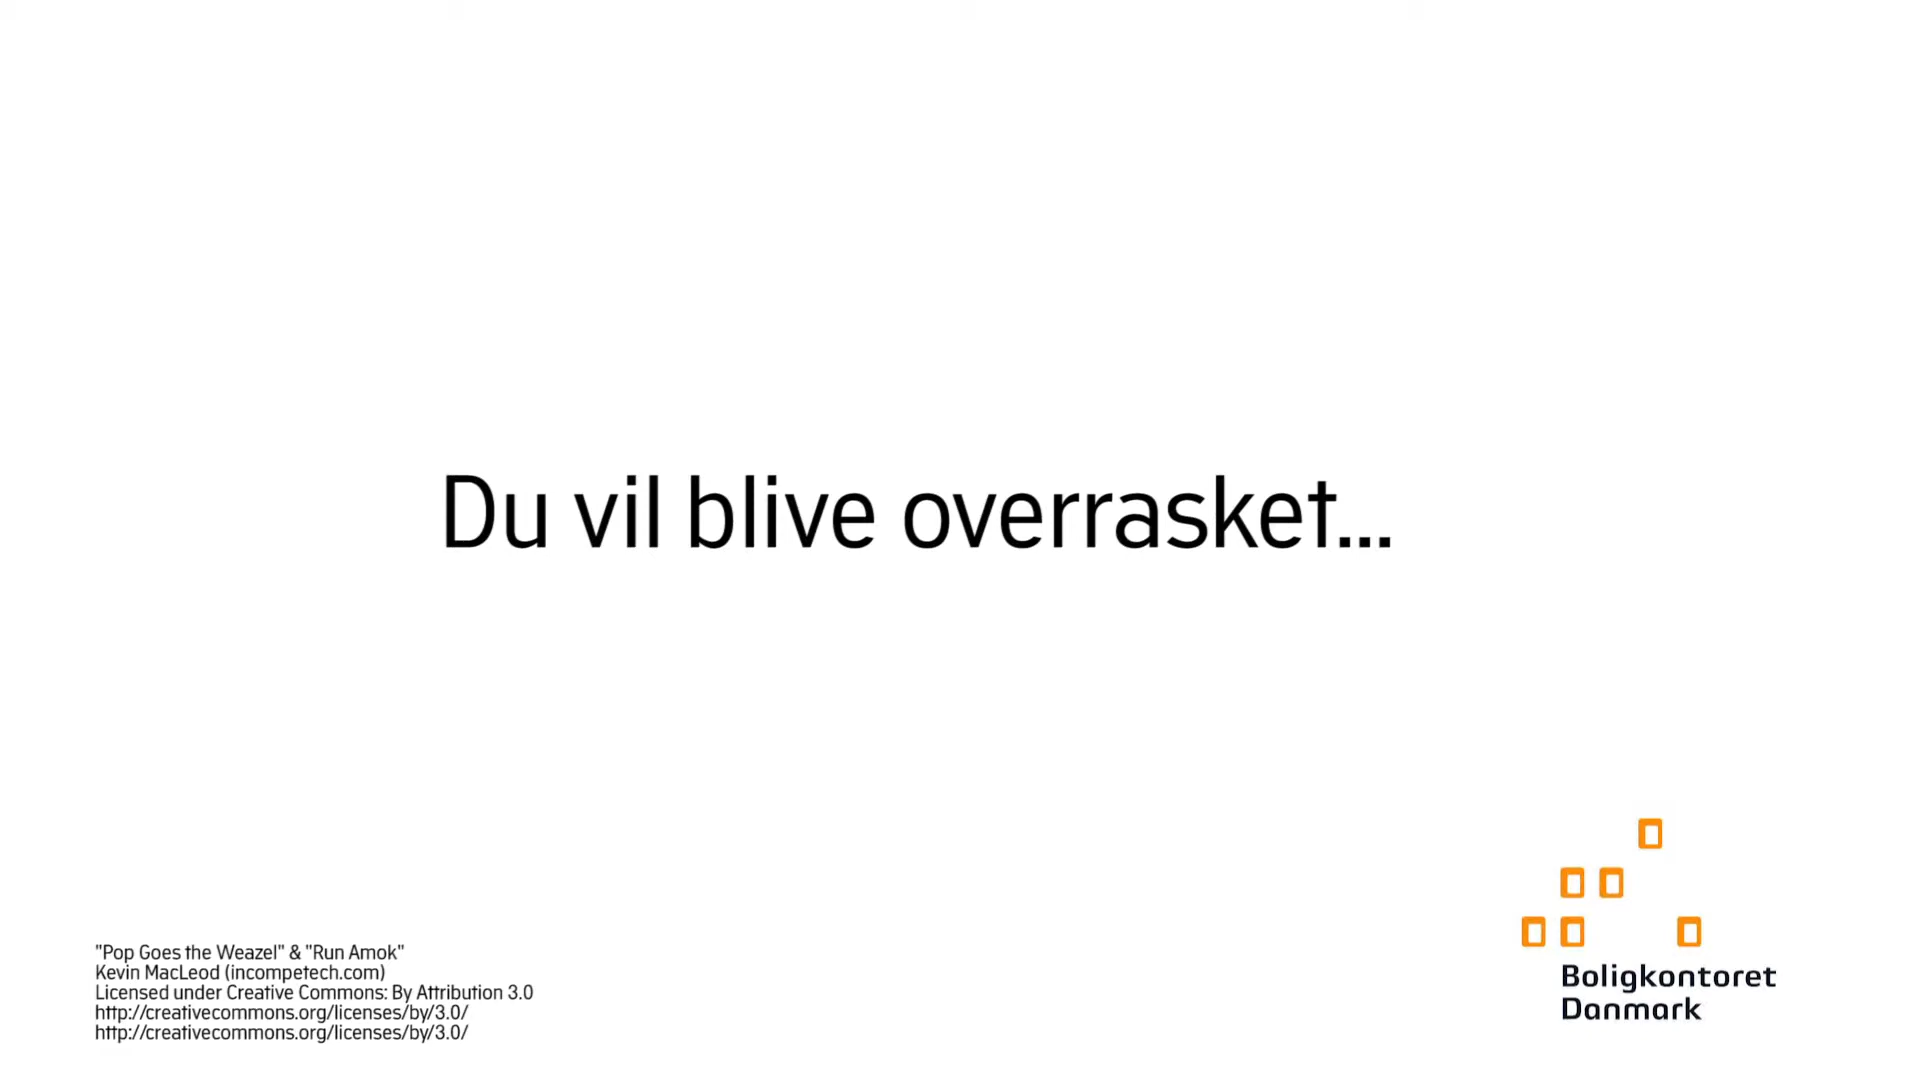 Du vil blive overrasket...
"Pop Goes the Weazel" & "Run Amok"
Kevin MacLeod (incompetech.com)
Licensed under Creative Commons: By Attribution 3.0
http://creativecommons.org/licenses/by/3.0/
http://creativecommons.org/licenses/by/3.0/
Boligkontoret
Danmark